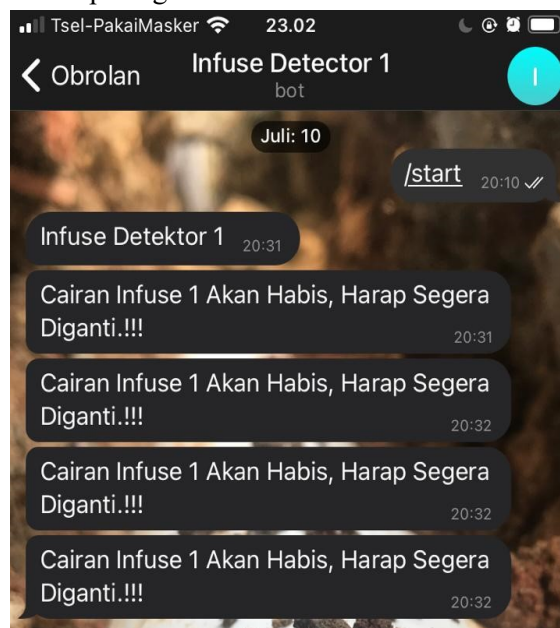 Tsel-PakaiMasker 23.02
Obrolan
Infuse Detector 1
bot
I
Juli: 10
/start 20:10
Infuse Detektor 1 20:31
Cairan Infuse 1 Akan Habis, Harap Segera
Diganti.!!! 20:31
Cairan Infuse 1 Akan Habis, Harap Segera
Diganti.!!! 20:32
Cairan Infuse 1 Akan Habis, Harap Segera
Diganti.!!! 20:32
Cairan Infuse 1 Akan Habis, Harap Segera
Diganti.!!! 20:32